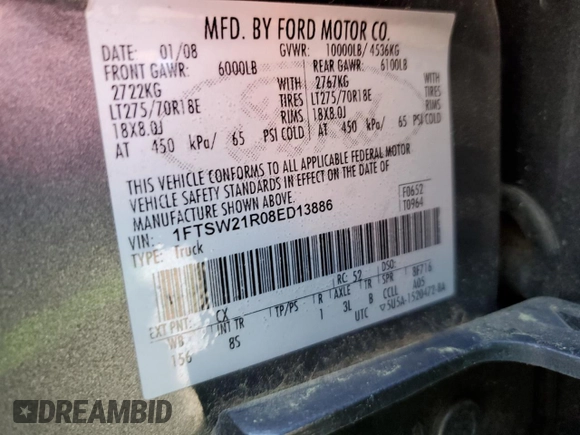 MFD. BY FORD MOTOR CO.
DATE: 01/08 GVWR: 10000LB/ 4536KG
FRONT GAWR: 6000LB REAR GAWR: 6100LB
2722KG WITH 2767KG WITH
LT275/70R18E TIRES LT275/70R18E TIRES
18X8.0J RIMS 18X8.0J RIMS
AT 450 kPa/ 65 PSI COLD AT 450 kPa/ 65 PSI COLD
THIS VEHICLE CONFORMS TO ALL APPLICABLE FEDERAL MOTOR
VEHICLE SAFETY STANDARDS IN EFFECT ON THE DATE OF
MANUFACTURE SHOWN ABOVE.
VIN: 1FTSW21R08ED13886
TYPE: Truck
F0652
T0964
EXT PNT: CX RC: 52 DSO:
WB INT TR TP/PS R AXLE TR SPR BF716
156 8S 1 3L B CCLL A05
UTC
DREAMBID